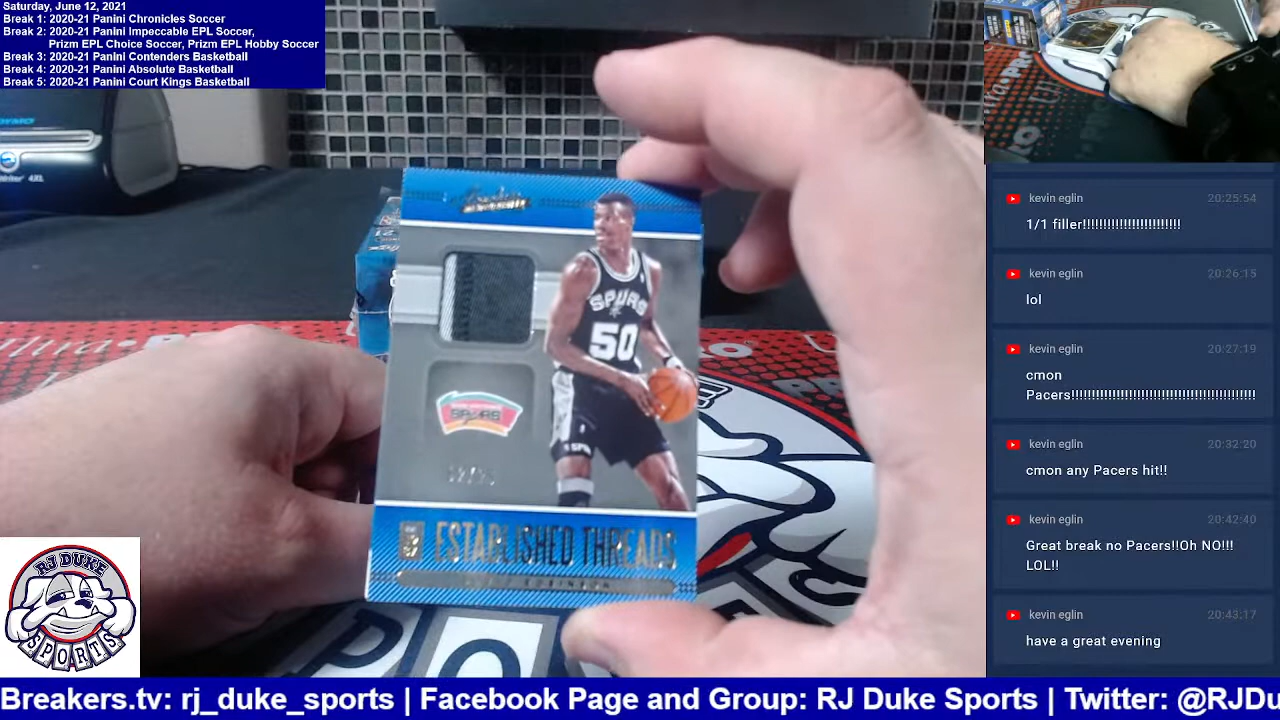 Saturday, June 12, 2021
Break 1: 2020-21 Panini Chronicles Soccer
Break 2: 2020-21 Panini Impeccable EPL Soccer,
Prizm EPL Choice Soccer, Prizm EPL Hobby Soccer
Break 3: 2020-21 Panini Contenders Basketball
Break 4: 2020-21 Panini Absolute Basketball
Break 5: 2020-21 Panini Court Kings Basketball
SPURS
50
SPURS
ESTABLISHED THREADS
ROBINSON
RJ DUKE
SPORTS
kevin eglin 20:25:54
1/1 filler!!!!!!!!!!!!!!!!!!!!!!!!
kevin eglin 20:26:15
lol
kevin eglin 20:27:19
cmon
Pacers!!!!!!!!!!!!!!!!!!!!!!!!!!!!!!!!!!!!!!!!!!!!!
kevin eglin 20:32:20
cmon any Pacers hit!!
kevin eglin 20:42:40
Great break no Pacers!!Oh NO!!!
LOL!!
kevin eglin 20:43:17
have a great evening
Breakers.tv: rj_duke_sports | Facebook Page and Group: RJ Duke Sports | Twitter: @RJDu